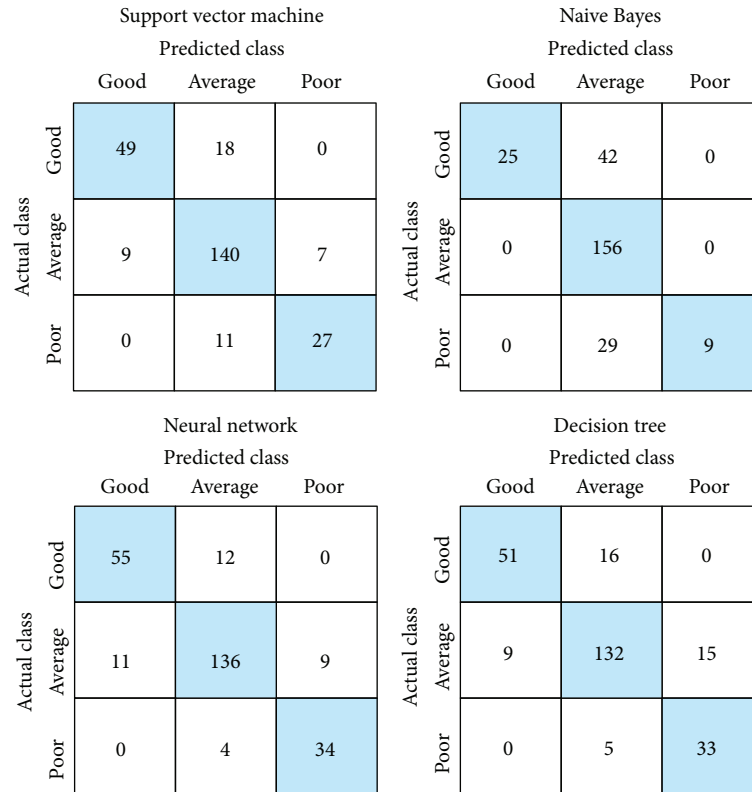 Support vector machine
Predicted class
Good Average Poor
Actual class
Good 49 18 0
Average 9 140 7
Poor 0 11 27
Naive Bayes
Predicted class
Good Average Poor
Actual class
Good 25 42 0
Average 0 156 0
Poor 0 29 9
Neural network
Predicted class
Good Average Poor
Actual class
Good 55 12 0
Average 11 136 9
Poor 0 4 34
Decision tree
Predicted class
Good Average Poor
Actual class
Good 51 16 0
Average 9 132 15
Poor 0 5 33